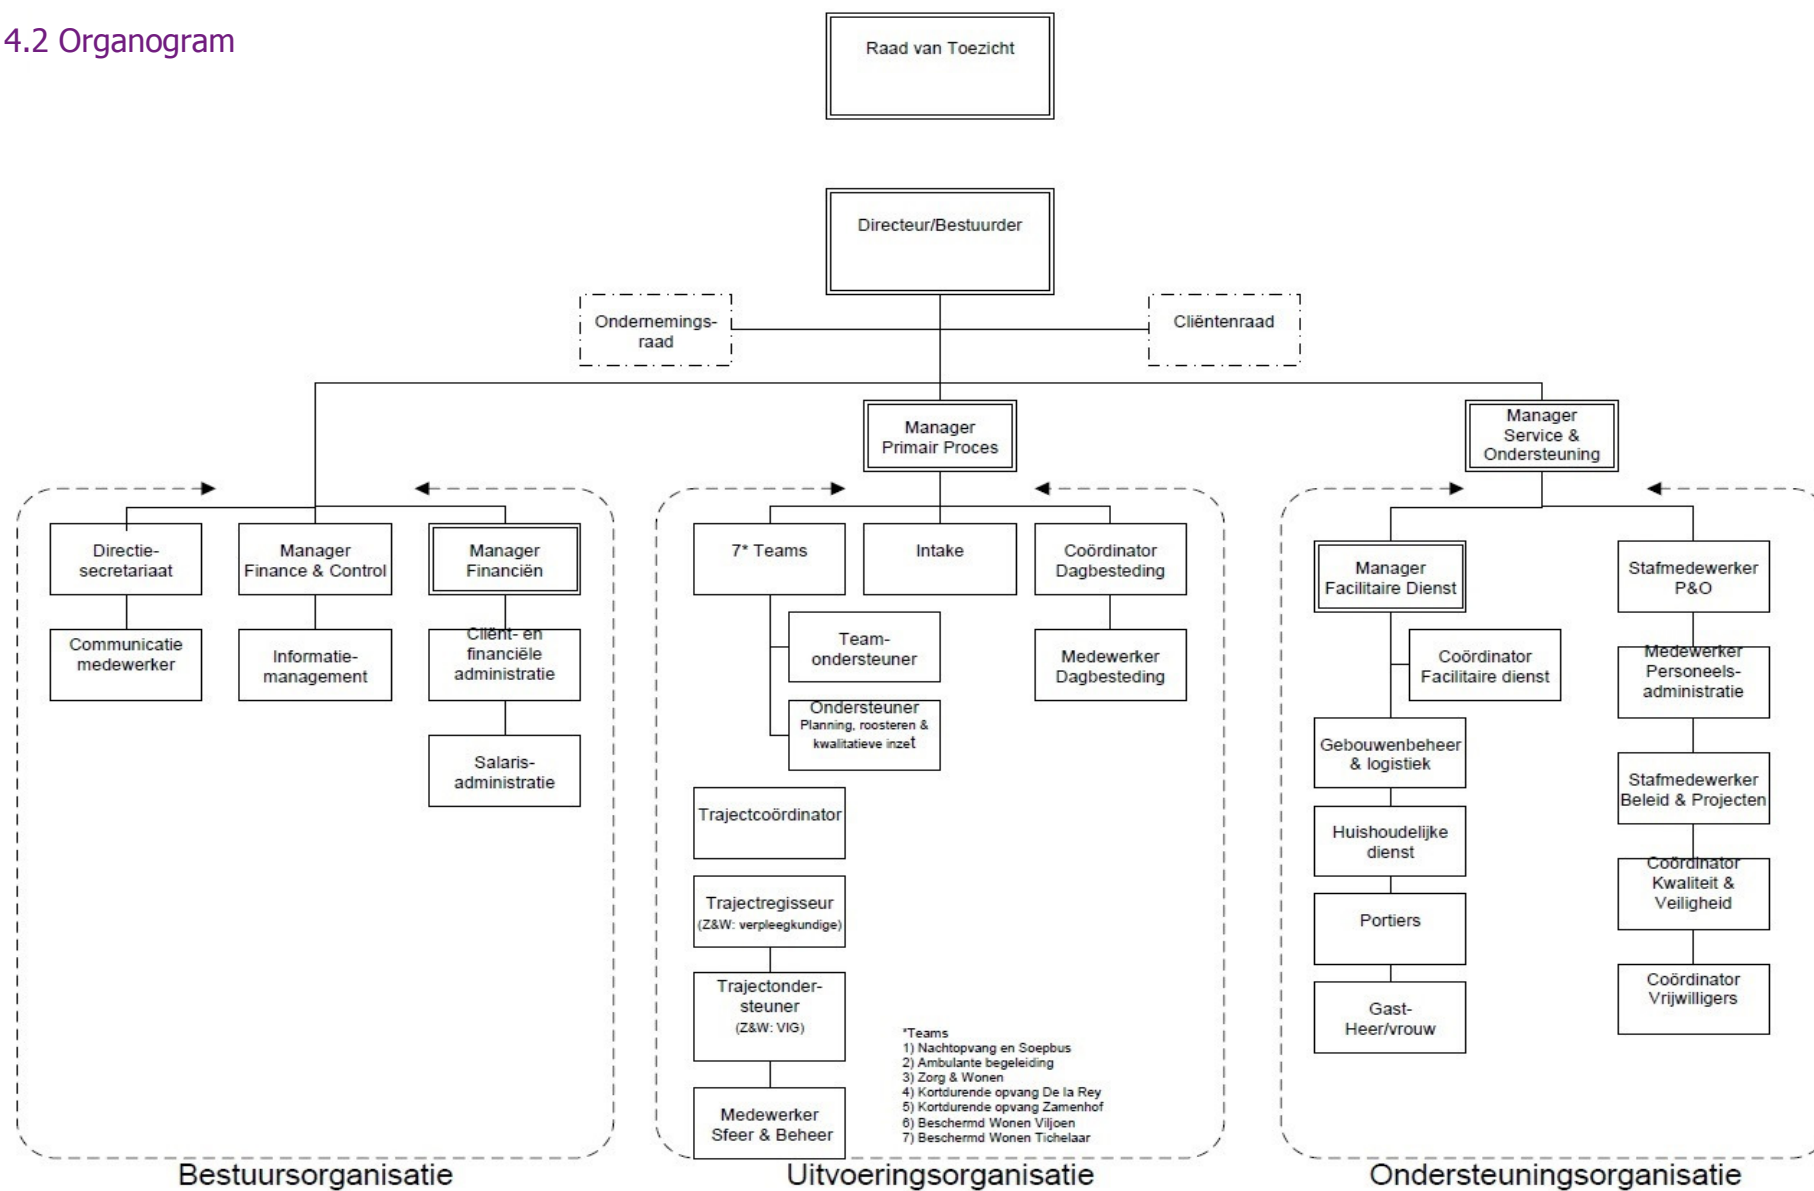 4.2 Organogram
Raad van Toezicht
Directeur/Bestuurder
Ondernemings-
raad
Cliëntenraad
Manager
Primair Proces
Manager
Service &
Ondersteuning
Directie-
secretariaat
Manager
Finance & Control
Manager
Financiën
Communicatie
medewerker
Informatie-
management
Cliënt- en
financiële
administratie
Salaris-
administratie
7* Teams
Intake
Coördinator
Dagbesteding
Team-
ondersteuner
Medewerker
Dagbesteding
Ondersteuner
Planning, roosteren &
kwalitatieve inzet
Trajectcoördinator
Trajectregisseur
(Z&W: verpleegkundige)
Trajectonder-
steuner
(Z&W: VIG)
Medewerker
Sfeer & Beheer
*Teams
1) Nachtopvang en Soepbus
2) Ambulante begeleiding
3) Zorg & Wonen
4) Kortdurende opvang De la Rey
5) Kortdurende opvang Zamenhof
6) Beschermd Wonen Viljoen
7) Beschermd Wonen Tichelaar
Manager
Facilitaire Dienst
Stafmedewerker
P&O
Coördinator
Facilitaire dienst
Medewerker
Personeels-
administratie
Gebouwenbeheer
& logistiek
Stafmedewerker
Beleid & Projecten
Huishoudelijke
dienst
Coördinator
Kwaliteit &
Veiligheid
Portiers
Coördinator
Vrijwilligers
Gast-
Heer/vrouw
Bestuursorganisatie
Uitvoeringsorganisatie
Ondersteuningsorganisatie